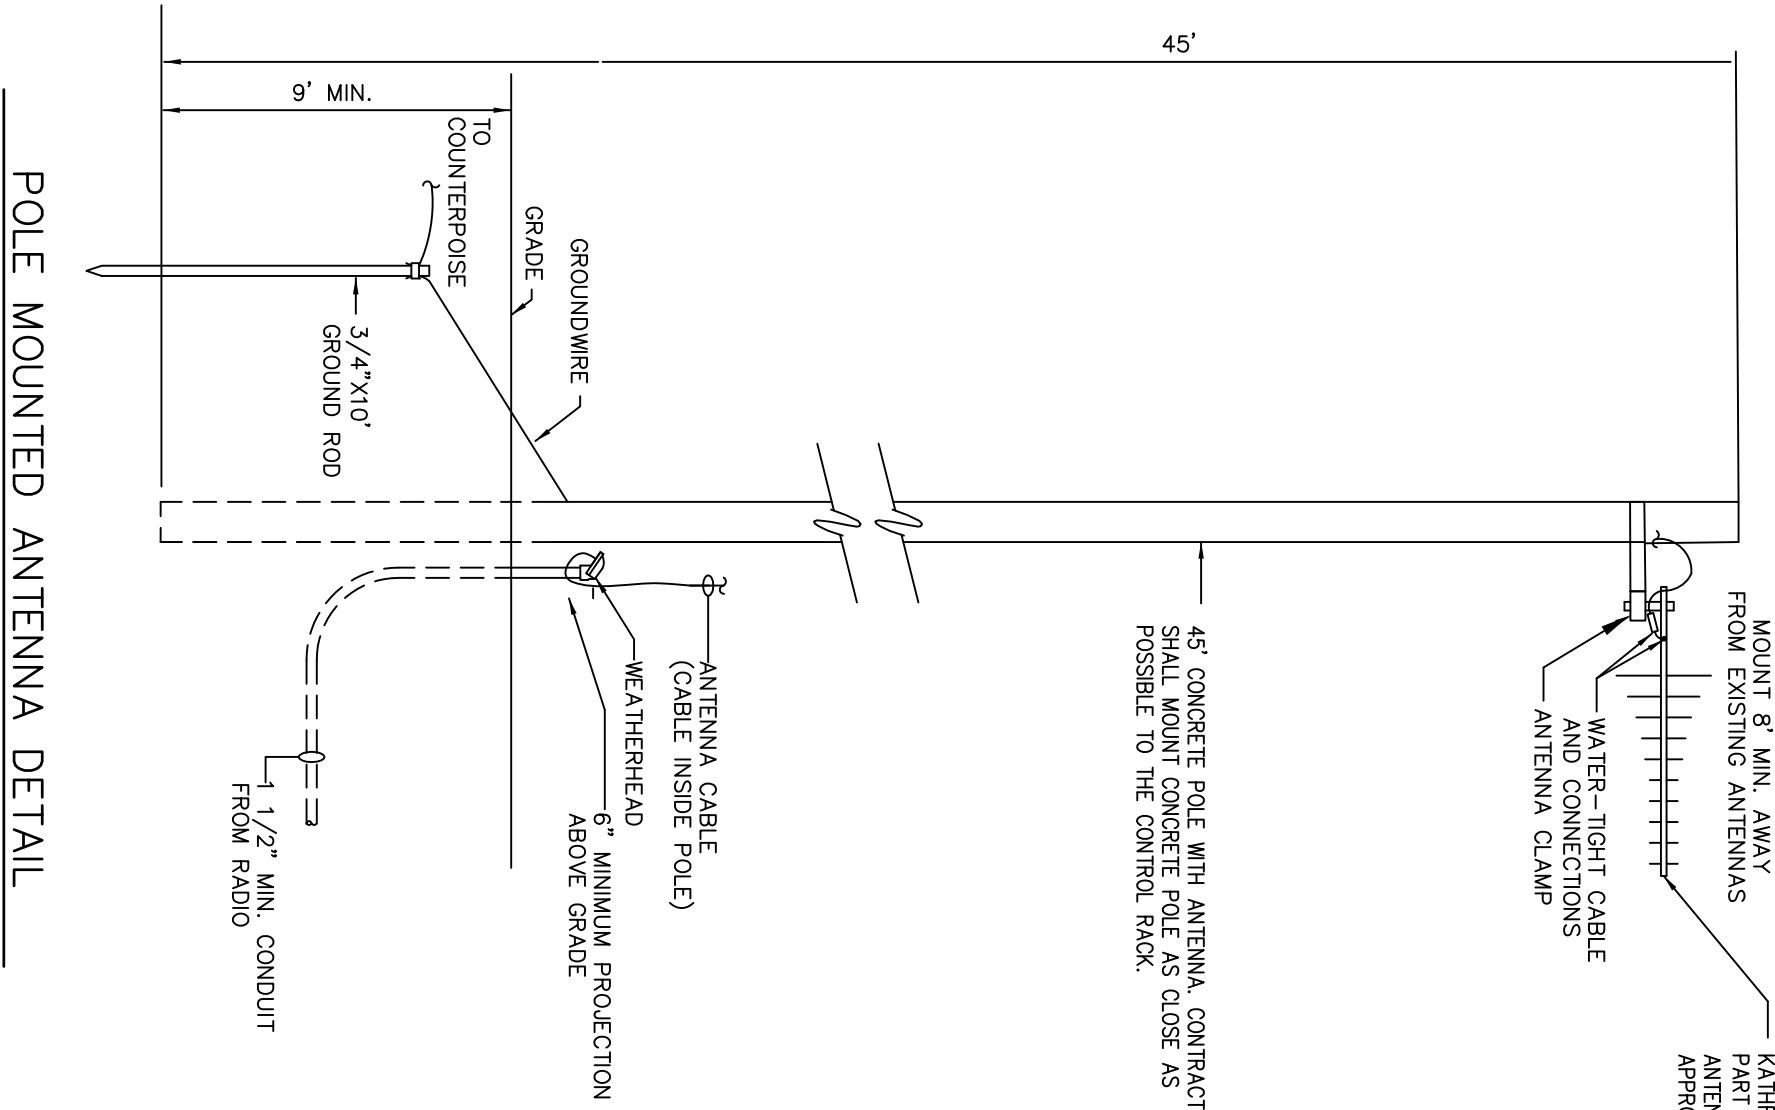 45'
9' MIN.
TO
COUNTERPOISE
GRADE
GROUNDWIRE
3/4"X10'
GROUND ROD
MOUNT 8' MIN. AWAY
FROM EXISTING ANTENNAS
WATER-TIGHT CABLE
AND CONNECTIONS
ANTENNA CLAMP
PART
45' CONCRETE POLE WITH ANTENNA. CONTRACT
SHALL MOUNT CONCRETE POLE AS CLOSE AS
POSSIBLE TO THE CONTROL RACK.
ANTENNA CABLE
(CABLE INSIDE POLE)
WEATHERHEAD
6" MINIMUM PROJECTION
ABOVE GRADE
1 1/2" MIN. CONDUIT
FROM RADIO
POLE MOUNTED ANTENNA DETAIL